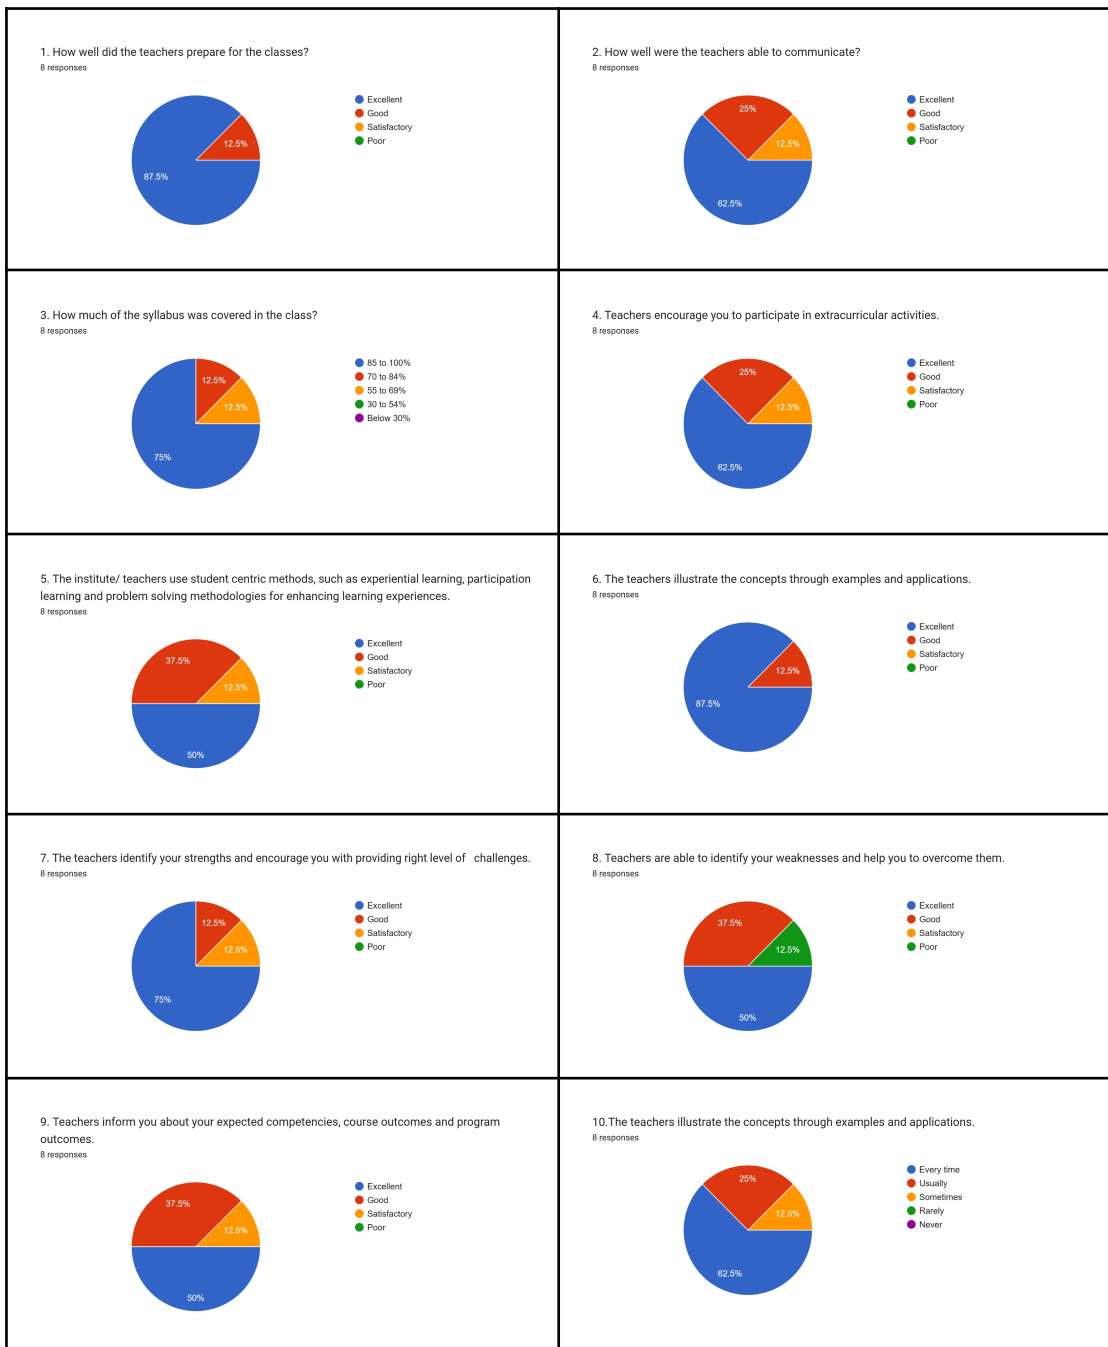 1. How well did the teachers prepare for the classes?
8 responses
Excellent
Good
Satisfactory
Poor
12.5%
87.5%
2. How well were the teachers able to communicate?
8 responses
Excellent
Good
Satisfactory
Poor
25%
12.5%
62.5%
3. How much of the syllabus was covered in the class?
8 responses
85 to 100%
70 to 84%
55 to 69%
30 to 54%
Below 30%
12.5%
12.5%
75%
4. Teachers encourage you to participate in extracurricular activities.
8 responses
Excellent
Good
Satisfactory
Poor
25%
12.5%
62.5%
5. The institute/ teachers use student centric methods, such as experiential learning, participation
learning and problem solving methodologies for enhancing learning experiences.
8 responses
Excellent
Good
Satisfactory
Poor
37.5%
12.5%
50%
6. The teachers illustrate the concepts through examples and applications.
8 responses
Excellent
Good
Satisfactory
Poor
12.5%
87.5%
7. The teachers identify your strengths and encourage you with providing right level of challenges.
8 responses
Excellent
Good
Satisfactory
Poor
12.5%
12.5%
75%
8. Teachers are able to identify your weaknesses and help you to overcome them.
8 responses
Excellent
Good
Satisfactory
Poor
37.5%
12.5%
50%
9. Teachers inform you about your expected competencies, course outcomes and program
outcomes.
8 responses
Excellent
Good
Satisfactory
Poor
37.5%
12.5%
50%
10.The teachers illustrate the concepts through examples and applications.
8 responses
Every time
Usually
Sometimes
Rarely
Never
25%
12.5%
62.5%